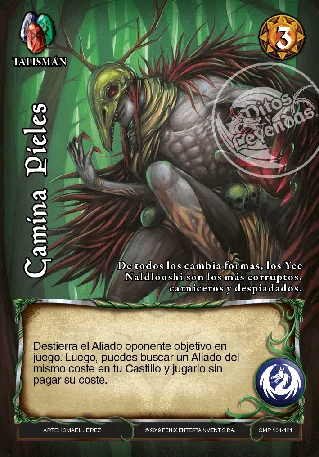 TALISMÁN
3
Mitos y Leyendas
Camina Pieles
De todos los cambia formas, los Yee
Naldlooshi son los más corruptos,
carniceros y despiadados.
Destierra el Aliado oponente objetivo en
juego. Luego, puedes buscar un Aliado del
mismo coste en tu Castillo y jugarlo sin
pagar su coste.